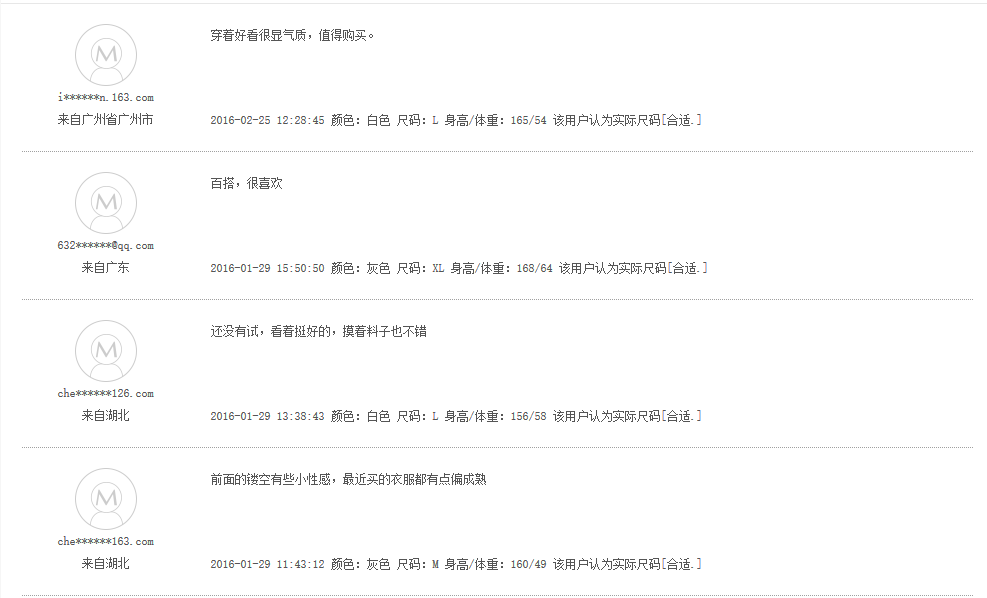 穿着好看很显气质，值得购买。
i******n.163.com
来自广州省广州市
2016-02-25 12:28:45 颜色：白色 尺码：L 身高/体重：165/54 该用户认为实际尺码[合适.]
百搭，很喜欢
632******@qq.com
来自广东
2016-01-29 15:50:50 颜色：灰色 尺码：XL 身高/体重：168/64 该用户认为实际尺码[合适.]
还没有试，看着挺好的，摸着料子也不错
che******126.com
来自湖北
2016-01-29 13:38:43 颜色：白色 尺码：L 身高/体重：156/58 该用户认为实际尺码[合适.]
前面的镂空有些小性感，最近买的衣服都有点偏成熟
che******163.com
来自湖北
2016-01-29 11:43:12 颜色：灰色 尺码：M 身高/体重：160/49 该用户认为实际尺码[合适.]